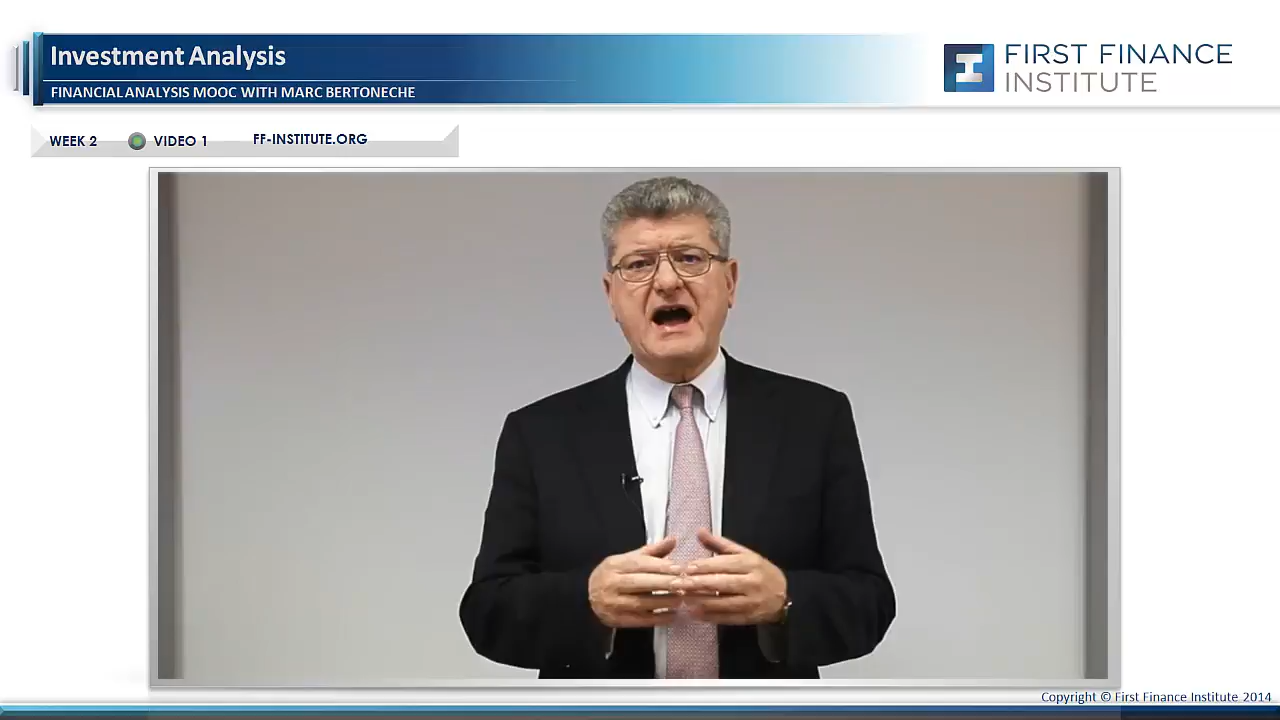 Investment Analysis
FINANCIAL ANALYSIS MOOC WITH MARC BERTONECHE
FIRST FINANCE
INSTITUTE
WEEK 2 VIDEO 1 FF-INSTITUTE.ORG
Copyright © First Finance Institute 2014